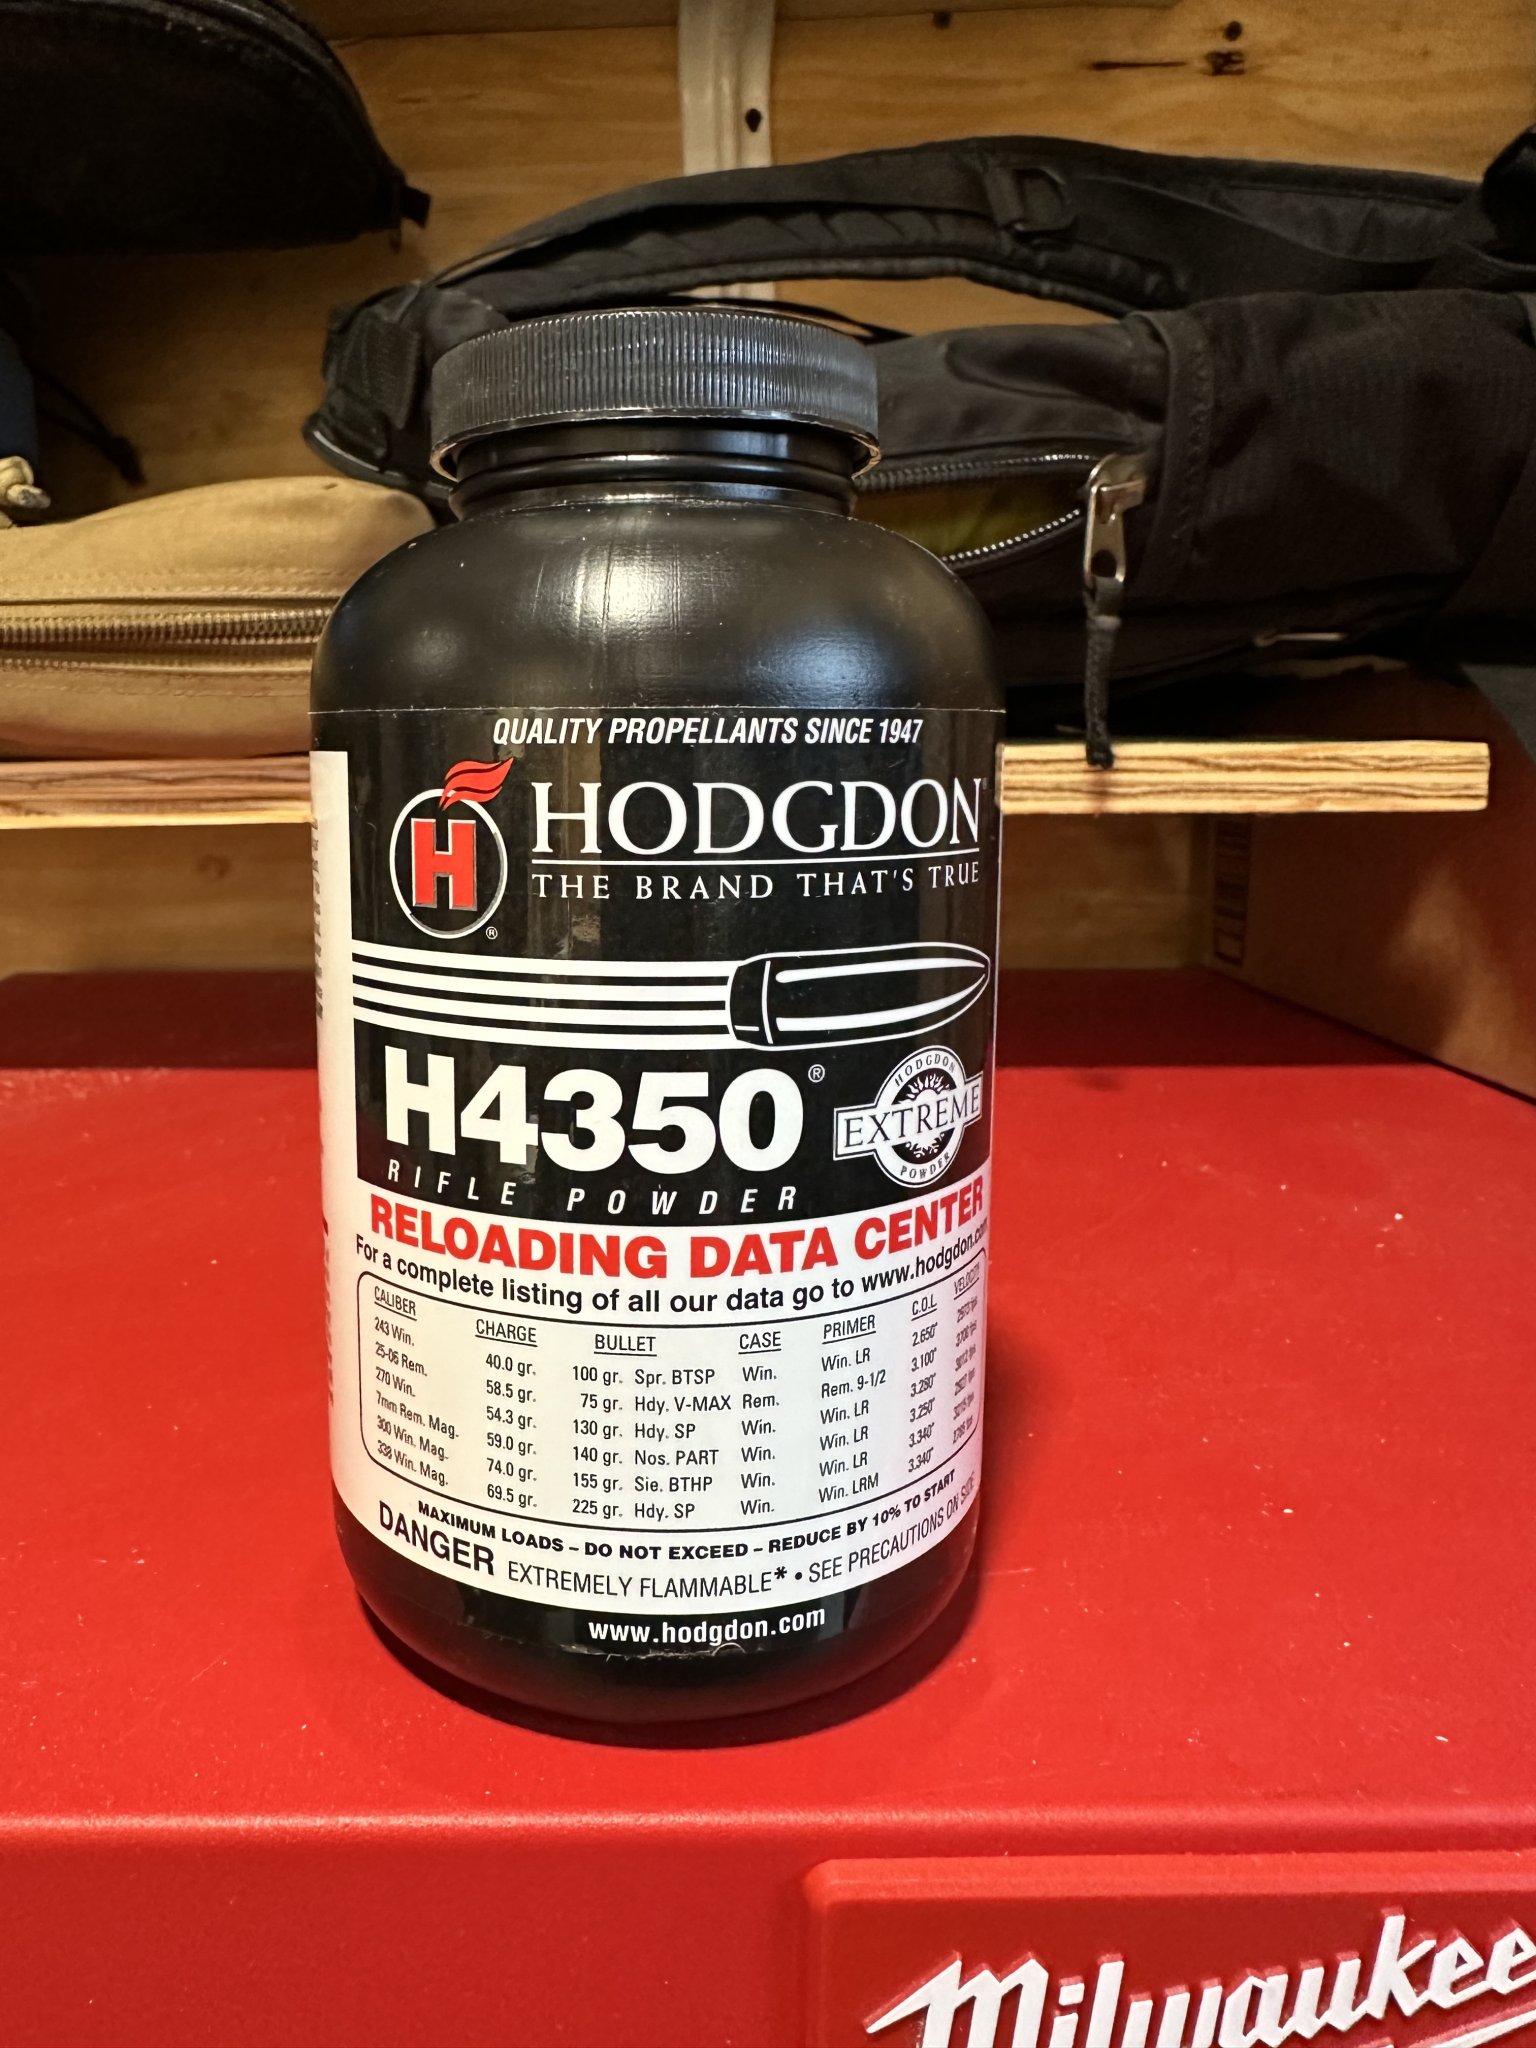 QUALITY PROPELLANTS SINCE 1947
H
®
HODGDON
THE BRAND THAT'S TRUE
H4350®
RIFLE POWDER
HODGDON
EXTREME
POWDER
RELOADING DATA CENTER
For a complete listing of all our data go to www.hodgdon.com
CALIBER CHARGE BULLET CASE PRIMER C.O.L VELOCITY
243 Win. 40.0 gr. 100 gr. Spr. BTSP Win. Win. LR 2.650"
25-06 Rem. 58.5 gr. 75 gr. Hdy. V-MAX Rem. Rem. 9-1/2 3.100"
270 Win. 54.3 gr. 130 gr. Hdy. SP Win. Win. LR 3.280"
7mm Rem. Mag. 59.0 gr. 140 gr. Nos. PART Win. Win. LR 3.250"
300 Win. Mag. 74.0 gr. 155 gr. Sie. BTHP Win. Win. LR 3.340"
338 Win. Mag. 69.5 gr. 225 gr. Hdy. SP Win. Win. LRM 3.340"
MAXIMUM LOADS – DO NOT EXCEED – REDUCE BY 10% TO START
DANGER EXTREMELY FLAMMABLE* • SEE PRECAUTIONS ON SIDE
www.hodgdon.com
Milwaukee